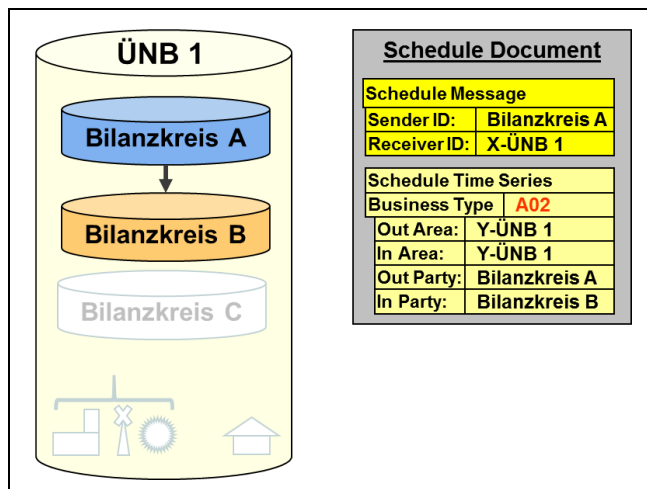 ÜNB 1
Bilanzkreis A
Bilanzkreis B
Bilanzkreis C
Schedule Document
Schedule Message
Sender ID: Bilanzkreis A
Receiver ID: X-ÜNB 1
Schedule Time Series
Business Type A02
Out Area: Y-ÜNB 1
In Area: Y-ÜNB 1
Out Party: Bilanzkreis A
In Party: Bilanzkreis B